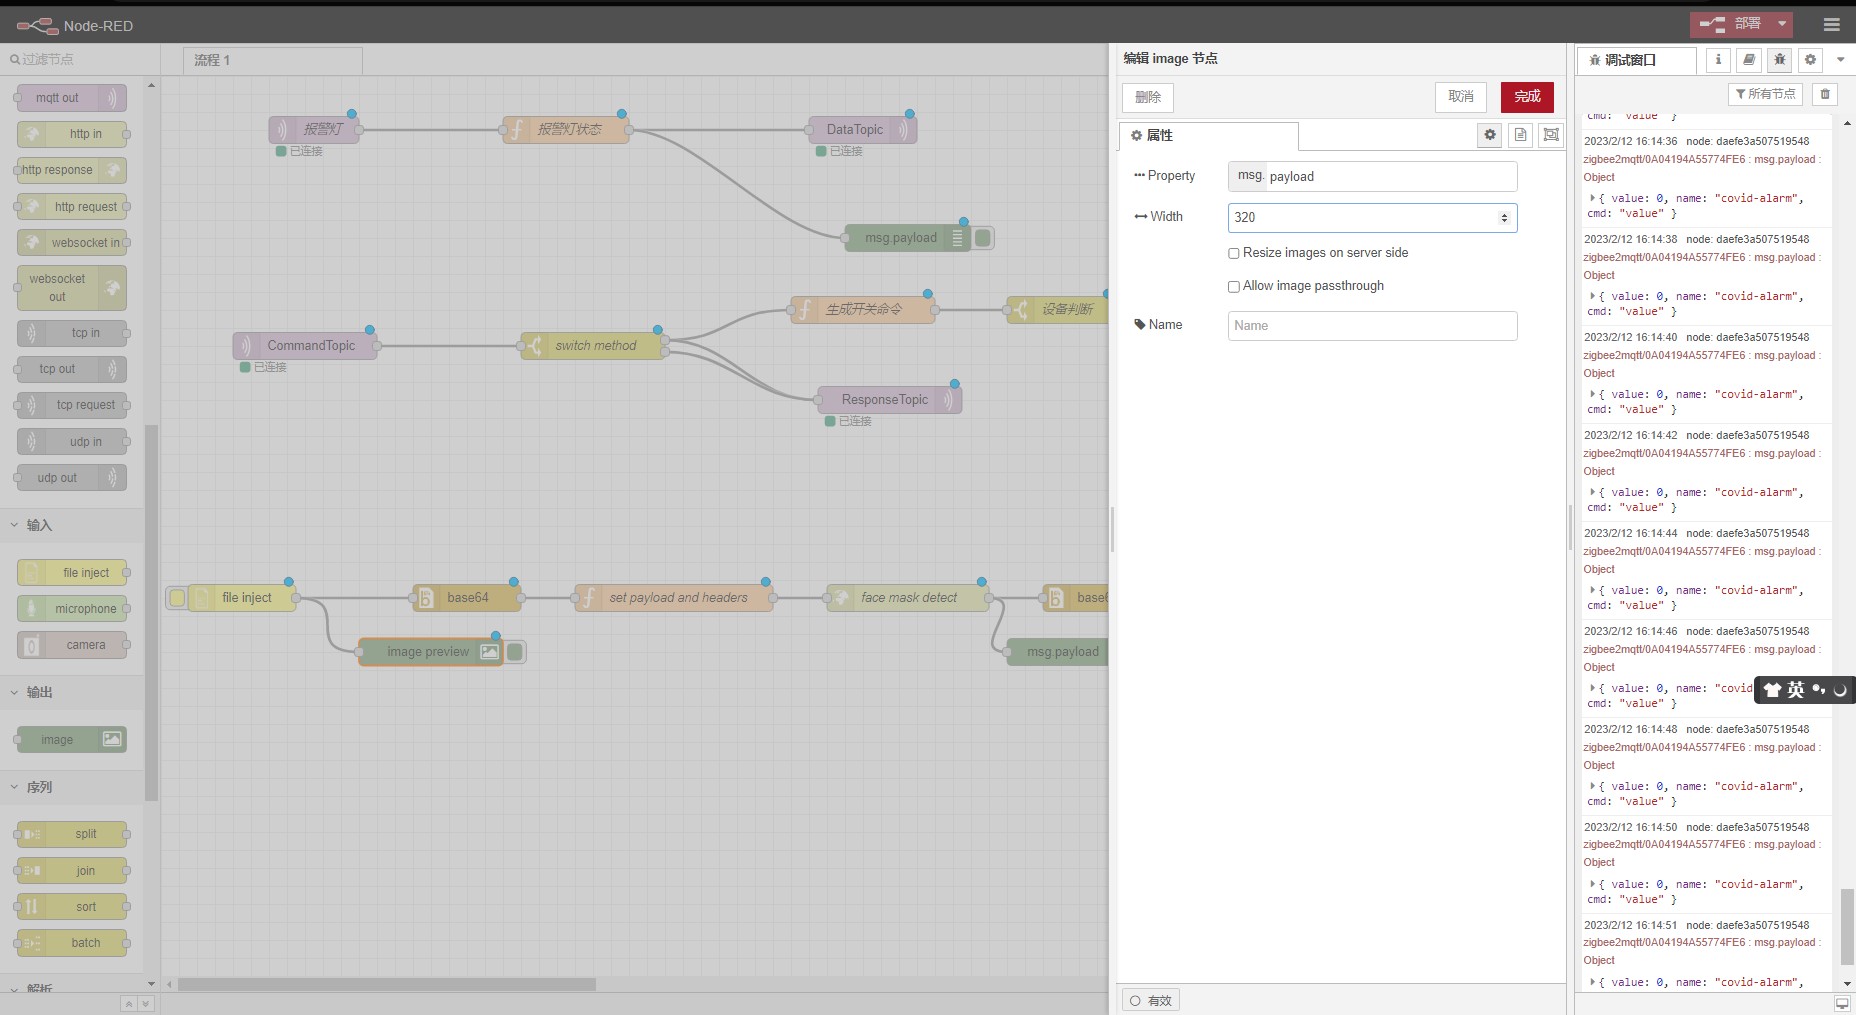 Node-RED
部署
过滤节点
mqtt out
http in
http response
http request
websocket in
websocket
out
tcp in
tcp out
tcp request
udp in
udp out
输入
file inject
microphone
camera
输出
image
序列
split
join
sort
batch
解析
流程 1
报警灯
已连接
报警灯状态
DataTopic
已连接
msg.payload
生成开关命令
设备判断
CommandTopic
已连接
switch method
ResponseTopic
已连接
file inject
base64
set payload and headers
face mask detect
image preview
msg.payload
编辑 image 节点
删除
取消
完成
属性
Property
msg. payload
Width
320
Resize images on server side
Allow image passthrough
Name
Name
有效
调试窗口
所有节点
cmd: "value" }
2023/2/12 16:14:36 node: daefe3a507519548
zigbee2mqtt/0A04194A55774FE6 : msg.payload :
Object
{ value: 0, name: "covid-alarm",
cmd: "value" }
2023/2/12 16:14:38 node: daefe3a507519548
zigbee2mqtt/0A04194A55774FE6 : msg.payload :
Object
{ value: 0, name: "covid-alarm",
cmd: "value" }
2023/2/12 16:14:40 node: daefe3a507519548
zigbee2mqtt/0A04194A55774FE6 : msg.payload :
Object
{ value: 0, name: "covid-alarm",
cmd: "value" }
2023/2/12 16:14:42 node: daefe3a507519548
zigbee2mqtt/0A04194A55774FE6 : msg.payload :
Object
{ value: 0, name: "covid-alarm",
cmd: "value" }
2023/2/12 16:14:44 node: daefe3a507519548
zigbee2mqtt/0A04194A55774FE6 : msg.payload :
Object
{ value: 0, name: "covid-alarm",
cmd: "value" }
2023/2/12 16:14:46 node: daefe3a507519548
zigbee2mqtt/0A04194A55774FE6 : msg.payload :
Object
{ value: 0, name: "covid
英
cmd: "value" }
2023/2/12 16:14:48 node: daefe3a507519548
zigbee2mqtt/0A04194A55774FE6 : msg.payload :
Object
{ value: 0, name: "covid-alarm",
cmd: "value" }
2023/2/12 16:14:50 node: daefe3a507519548
zigbee2mqtt/0A04194A55774FE6 : msg.payload :
Object
{ value: 0, name: "covid-alarm",
cmd: "value" }
2023/2/12 16:14:51 node: daefe3a507519548
zigbee2mqtt/0A04194A55774FE6 : msg.payload :
Object
{ value: 0, name: "covid-alarm",